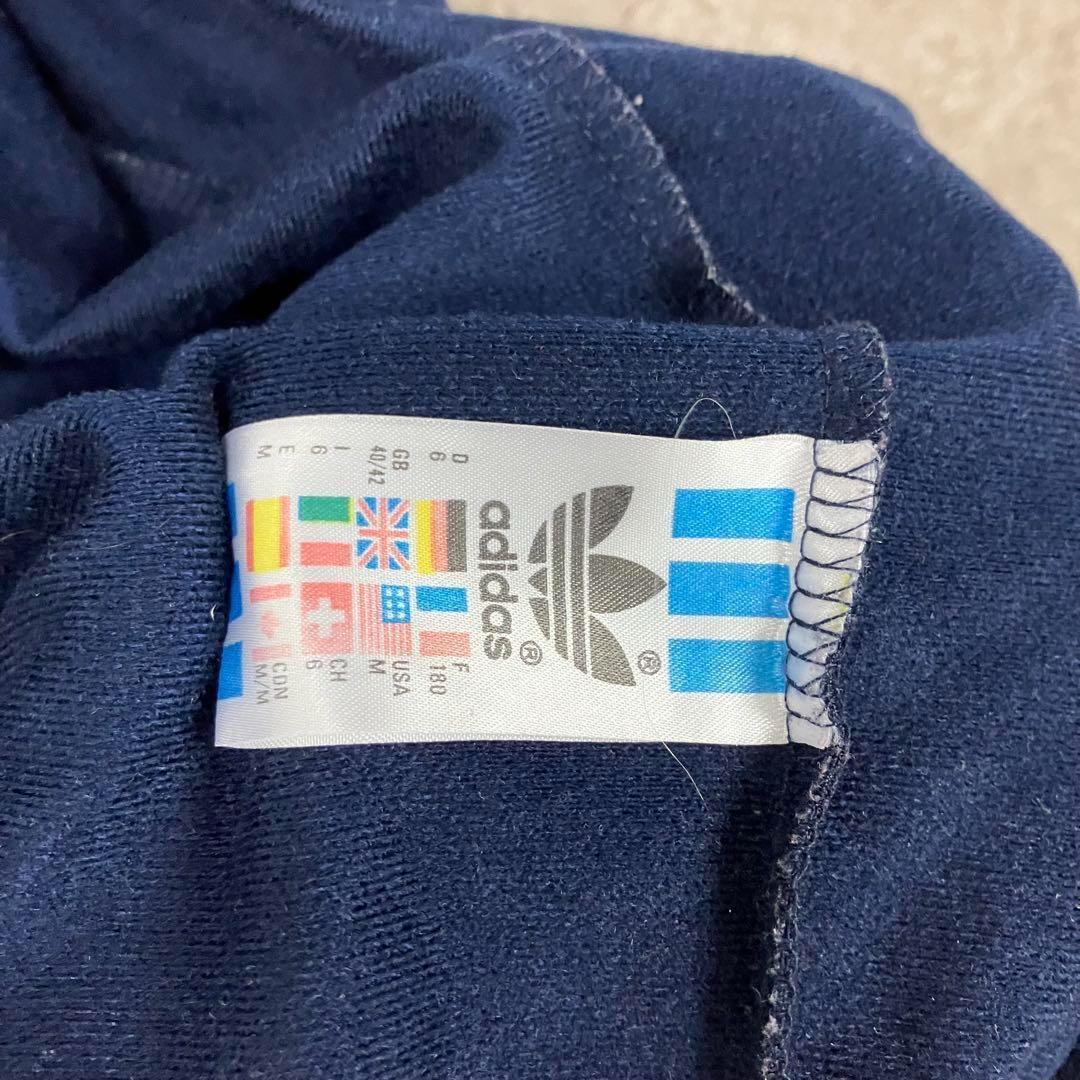 ®
adidas®
D 6
F 180
GB 40/42
USA M
I 6
CH 6
E M
CDN M/M